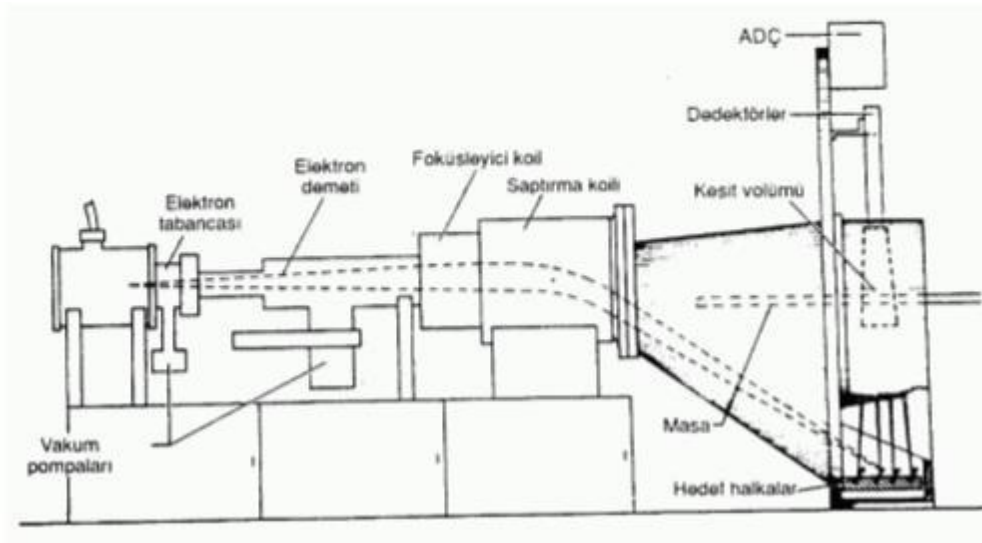 ADÇ
Dedektörler
Foküsleyici koil
Elektron
demeti
Saptırma koili
Kesit volümü
Elektron
tabancası
Masa
Vakum
pompaları
Hedef halkalar